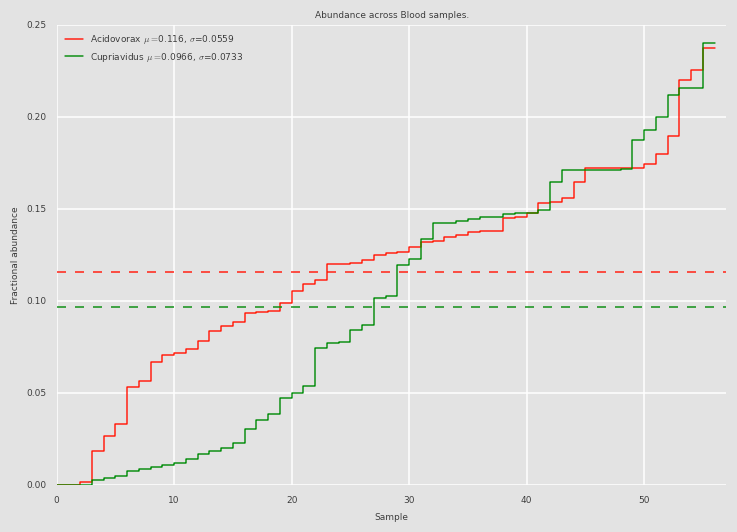 Abundance across Blood samples.
Acidovorax μ=0.116, σ=0.0559
Cupriavidus μ=0.0966, σ=0.0733
0.25
0.20
0.15
0.10
0.05
0.00
Fractional abundance
0 10 20 30 40 50
Sample